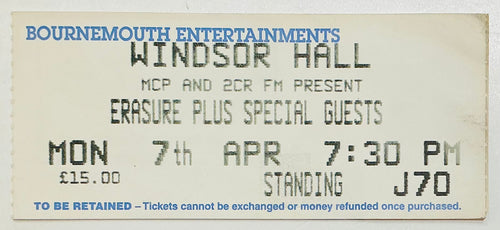 BOURNEMOUTH ENTERTAINMENTS
WINDSOR HALL
MCP AND 2CR FM PRESENT
ERASURE PLUS SPECIAL GUESTS
MON 7th APR 7:30 PM
£15.00 STANDING J70
TO BE RETAINED – Tickets cannot be exchanged or money refunded once purchased.